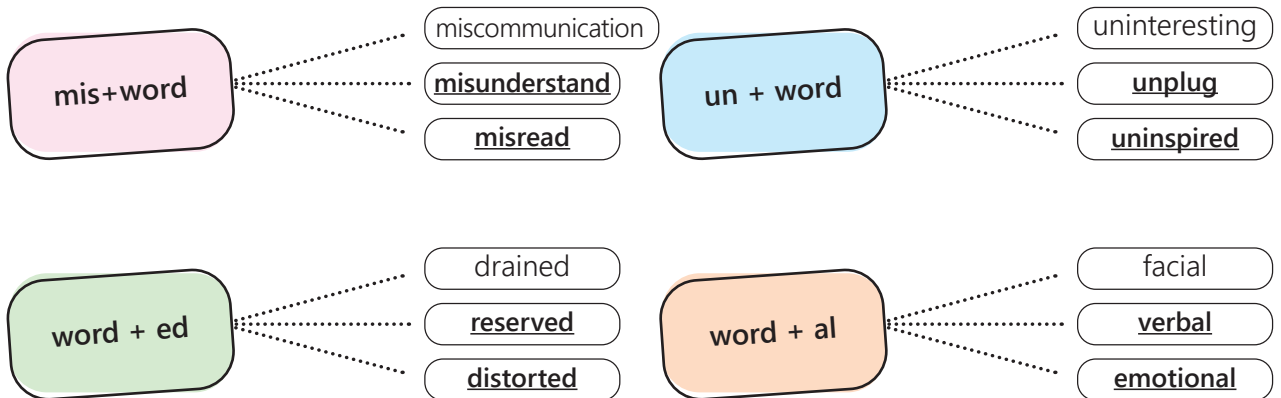 mis+word
miscommunication
misunderstand
misread
un + word
uninteresting
unplug
uninspired
word + ed
drained
reserved
distorted
word + al
facial
verbal
emotional